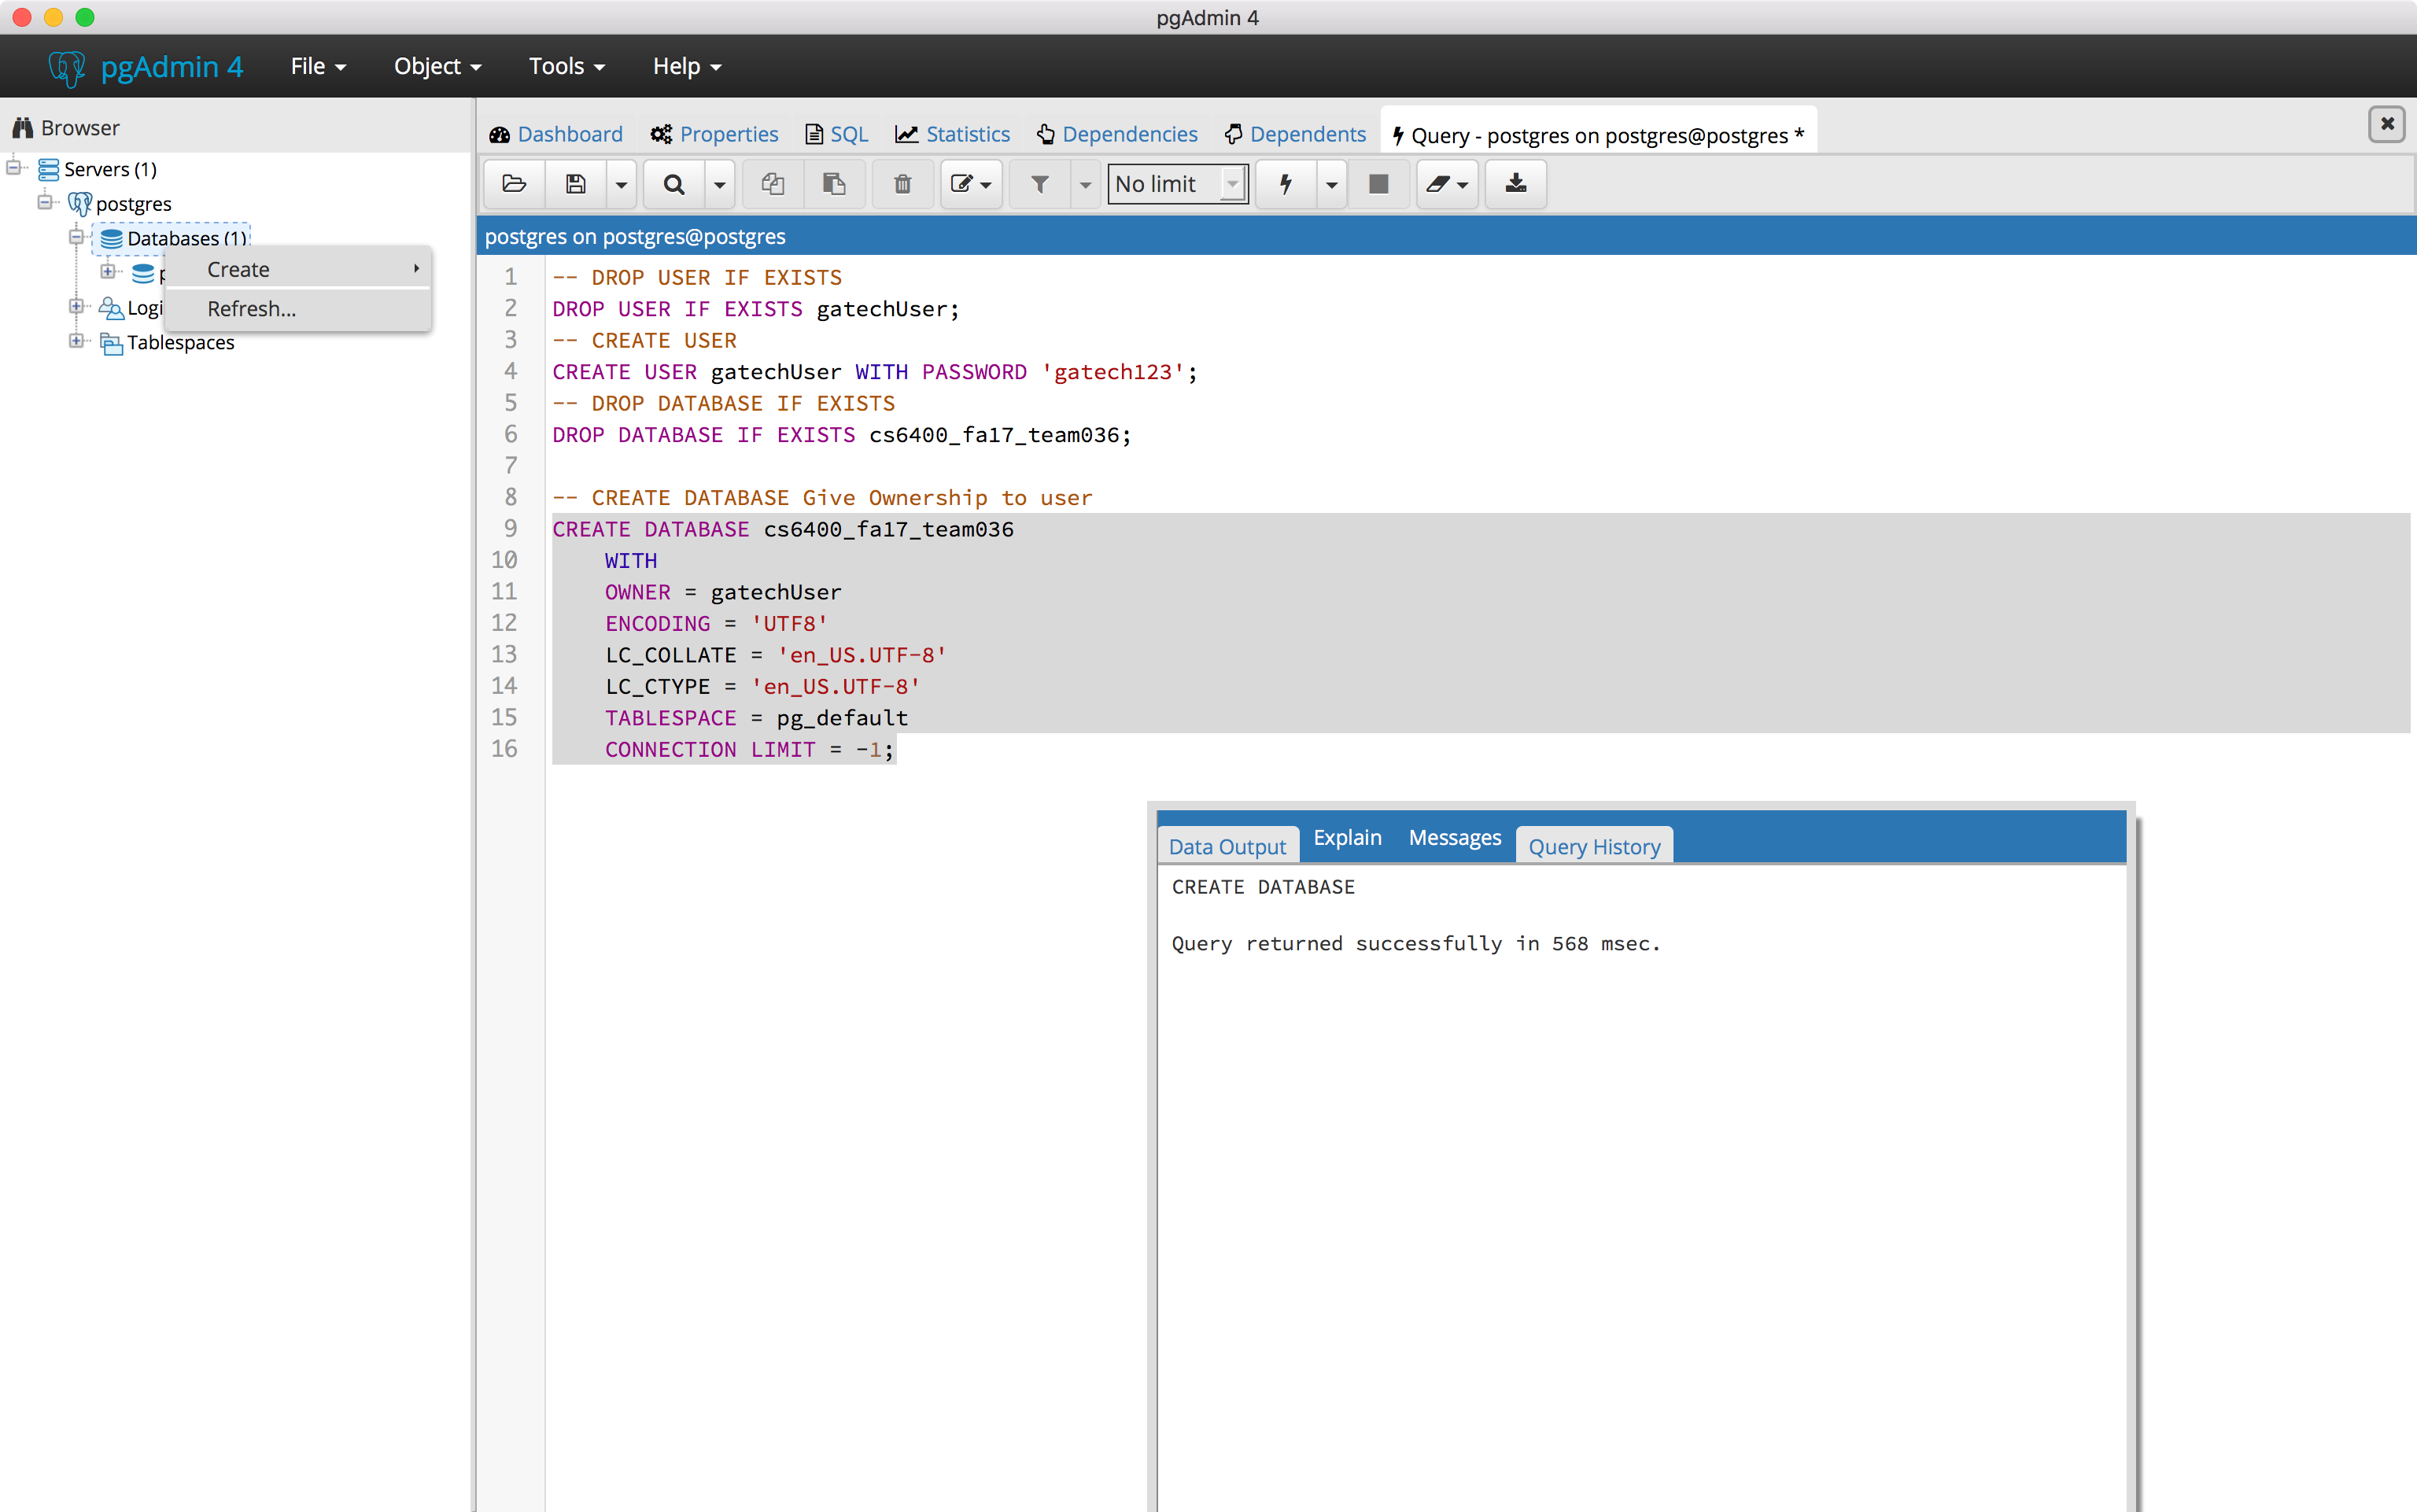 pgAdmin 4
pgAdmin 4 File Object Tools Help
Browser
Dashboard Properties SQL Statistics Dependencies Dependents Query - postgres on postgres@postgres *
Servers (1)
postgres
Databases (1)
Create
Refresh...
Logi
Tablespaces
No limit
postgres on postgres@postgres
1 -- DROP USER IF EXISTS
2 DROP USER IF EXISTS gatechUser;
3 -- CREATE USER
4 CREATE USER gatechUser WITH PASSWORD 'gatech123';
5 -- DROP DATABASE IF EXISTS
6 DROP DATABASE IF EXISTS cs6400_fa17_team036;
7
8 -- CREATE DATABASE Give Ownership to user
9 CREATE DATABASE cs6400_fa17_team036
10 WITH
11 OWNER = gatechUser
12 ENCODING = 'UTF8'
13 LC_COLLATE = 'en_US.UTF-8'
14 LC_CTYPE = 'en_US.UTF-8'
15 TABLESPACE = pg_default
16 CONNECTION LIMIT = -1;
Data Output Explain Messages Query History
CREATE DATABASE
Query returned successfully in 568 msec.